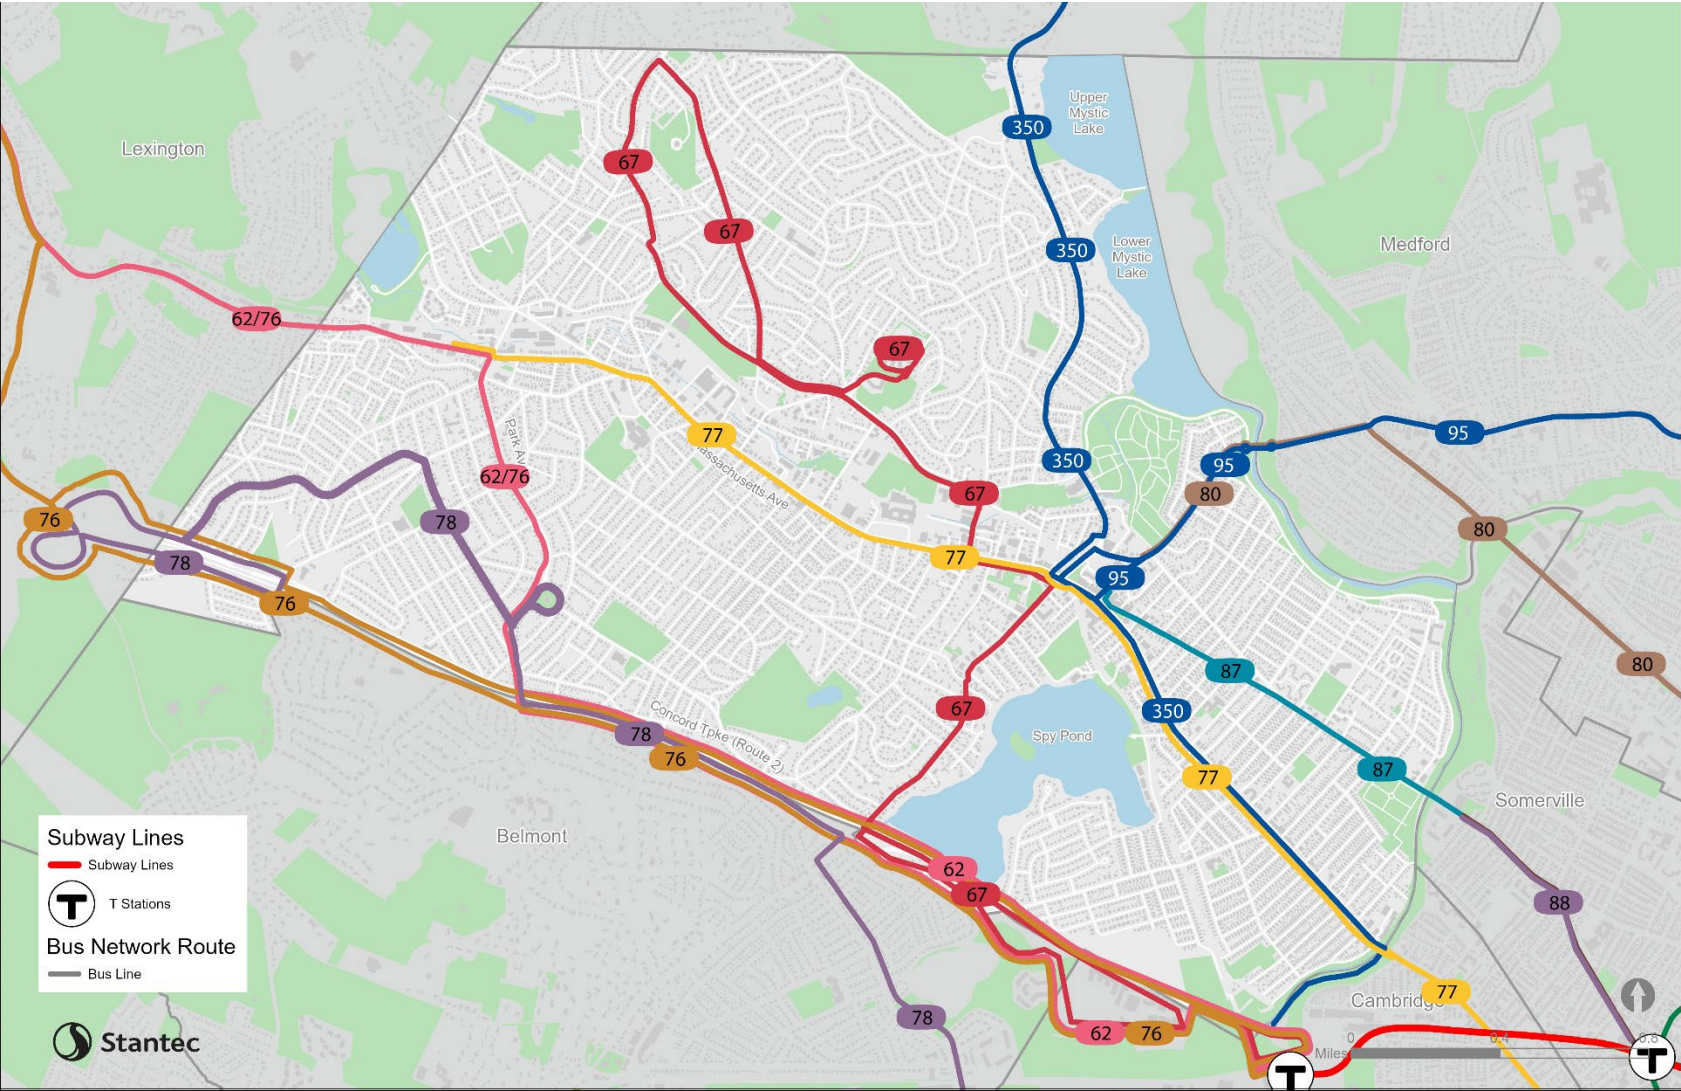 Upper
Mystic
Lake
350
Lexington
67
67
350
Lower
Mystic
Lake
Medford
62/76
67
77
95
350
95
Park Av
62/76
Massachusetts Ave
67
80
78
76
80
77
78
95
76
80
87
67
350
Concord Tpke (Route 2)
78
Spy Pond
76
87
77
Somerville
Belmont
62
67
88
Cambridge
77
78
62
76
Subway Lines
Subway Lines
T
T Stations
Bus Network Route
Bus Line
Stantec
0
0.4
0.8
Miles
T
T